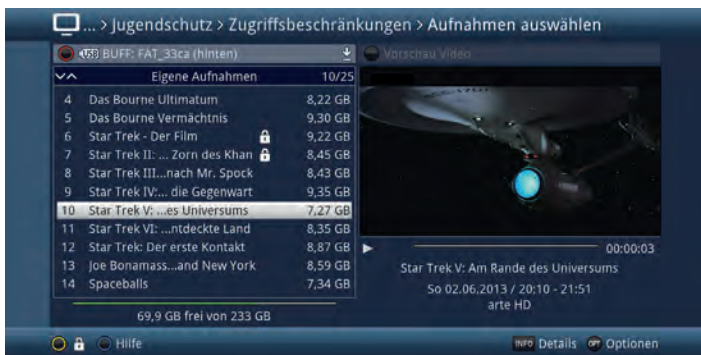 ... > Jugendschutz > Zugriffsbeschränkungen > Aufnahmen auswählen
USB BUFF: FAT_33ca (hinten)
Vorschau Video
Eigene Aufnahmen 10/25
4 Das Bourne Ultimatum 8,22 GB
5 Das Bourne Vermächtnis 9,30 GB
6 Star Trek - Der Film 9,22 GB
7 Star Trek II: ... Zorn des Khan 8,45 GB
8 Star Trek III...nach Mr. Spock 8,43 GB
9 Star Trek IV:... die Gegenwart 9,35 GB
10 Star Trek V: ...es Universums 7,27 GB
11 Star Trek VI: ...ntdeckte Land 8,35 GB
12 Star Trek: Der erste Kontakt 8,87 GB
13 Joe Bonamass...and New York 8,59 GB
14 Spaceballs 7,34 GB
69,9 GB frei von 233 GB
00:00:03
Star Trek V: Am Rande des Universums
So 02.06.2013 / 20:10 - 21:51
arte HD
Hilfe
INFO Details OPT Optionen